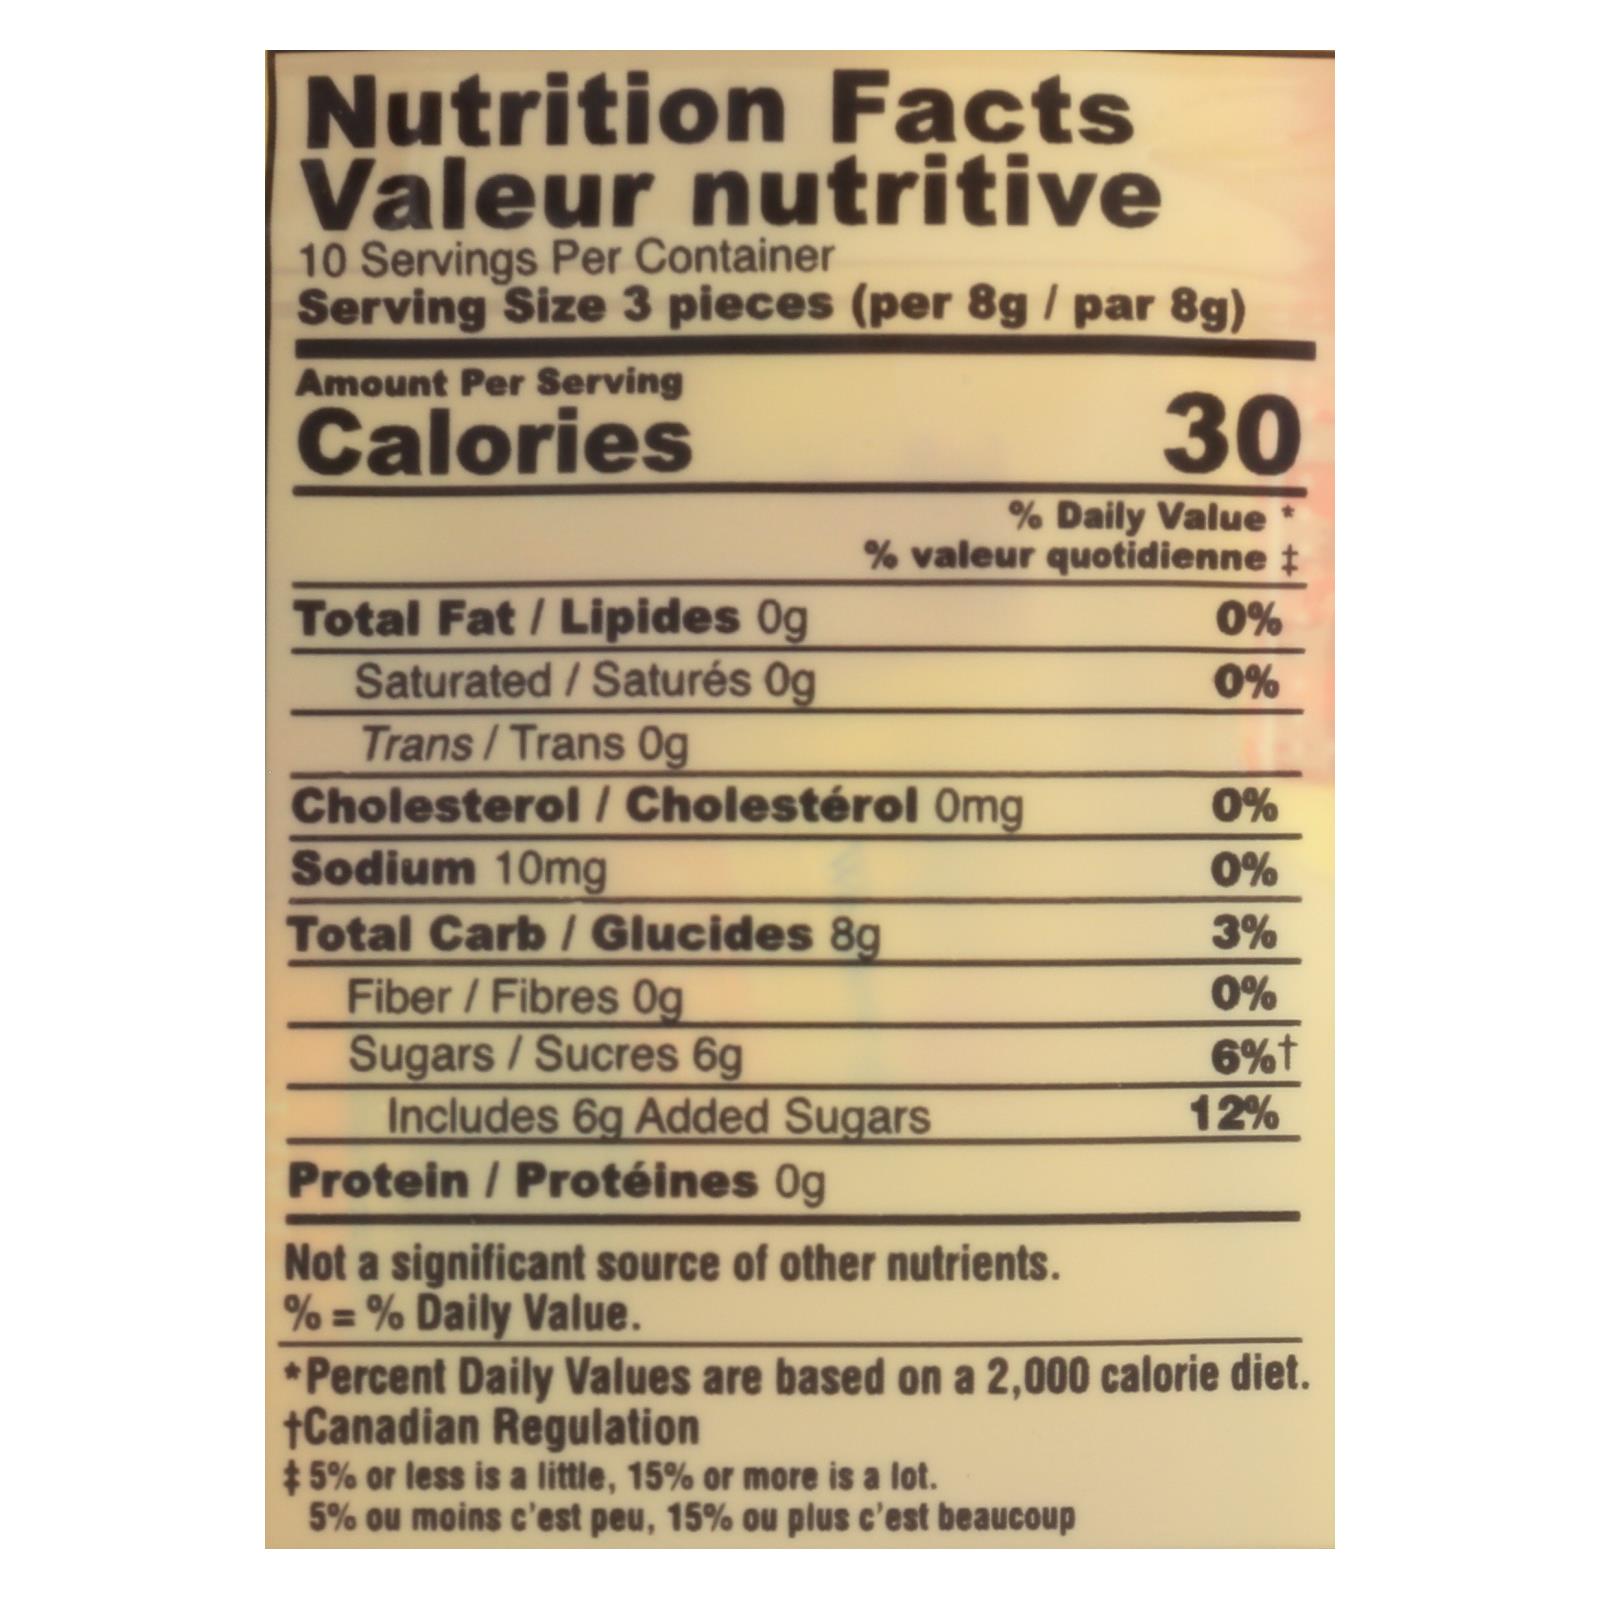 Nutrition Facts
Valeur nutritive
10 Servings Per Container
Serving Size 3 pieces (per 8g / par 8g)
Amount Per Serving
Calories 30
% Daily Value *
% valeur quotidienne ‡
Total Fat / Lipides 0g 0%
Saturated / Saturés 0g 0%
Trans / Trans 0g
Cholesterol / Cholestérol 0mg 0%
Sodium 10mg 0%
Total Carb / Glucides 8g 3%
Fiber / Fibres 0g 0%
Sugars / Sucres 6g 6%†
Includes 6g Added Sugars 12%
Protein / Protéines 0g
Not a significant source of other nutrients.
% = % Daily Value.
*Percent Daily Values are based on a 2,000 calorie diet.
†Canadian Regulation
‡ 5% or less is a little, 15% or more is a lot.
5% ou moins c'est peu, 15% ou plus c'est beaucoup